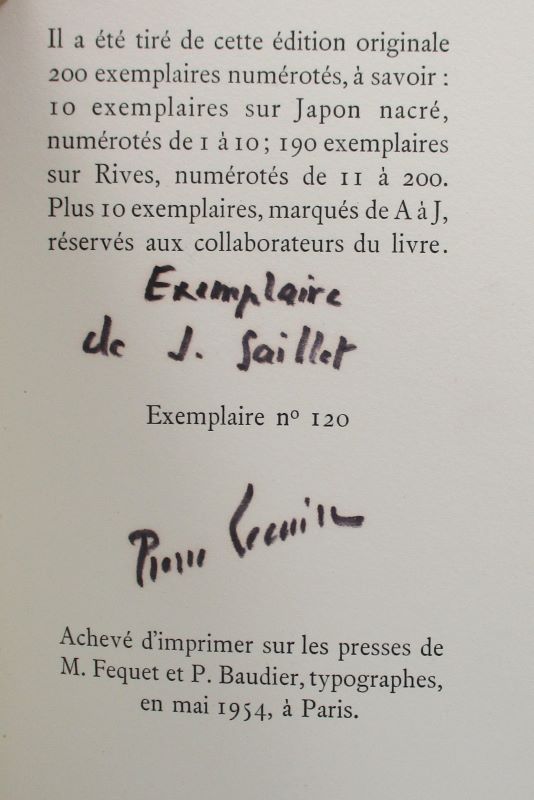 Il a été tiré de cette édition originale
200 exemplaires numérotés, à savoir :
10 exemplaires sur Japon nacré,
numérotés de 1 à 10 ; 190 exemplaires
sur Rives, numérotés de 11 à 200.
Plus 10 exemplaires, marqués de A à J,
réservés aux collaborateurs du livre.
Exemplaire
de J. Saillet
Exemplaire nº 120
Pierre
Achevé d'imprimer sur les presses de
M. Fequet et P. Baudier, typographes,
en mai 1954, à Paris.